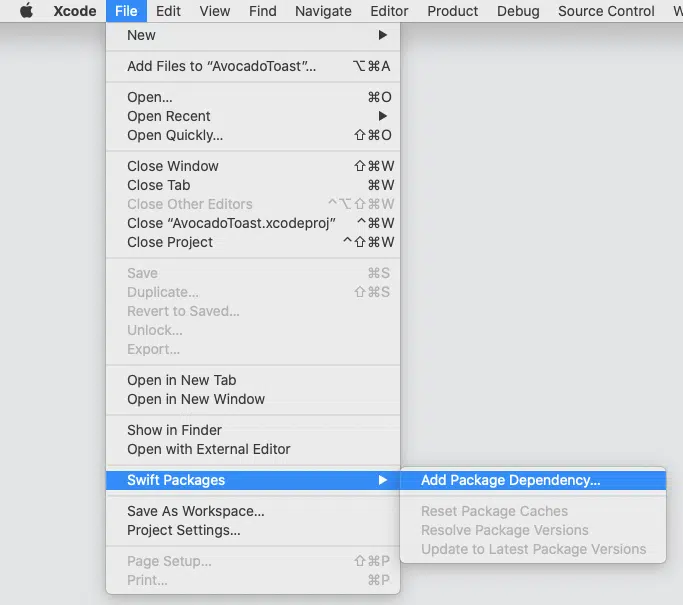 Xcode File Edit View Find Navigate Editor Product Debug Source Control
New
Add Files to “AvocadoToast”... ⌥⌘A
Open... ⌘O
Open Recent
Open Quickly... ⇧⌘O
Close Window ⇧⌘W
Close Tab ⌘W
Close Other Editors ^⌥⇧⌘W
Close “AvocadoToast.xcodeproj” ^⌘W
Close Project ^⇧⌘W
Save ⌘S
Duplicate... ⇧⌘S
Revert to Saved...
Unlock...
Export...
Open in New Tab
Open in New Window
Show in Finder
Open with External Editor
Swift Packages
Add Package Dependency...
Reset Package Caches
Resolve Package Versions
Update to Latest Package Versions
Save As Workspace...
Project Settings...
Page Setup... ⇧⌘P
Print... ⌘P